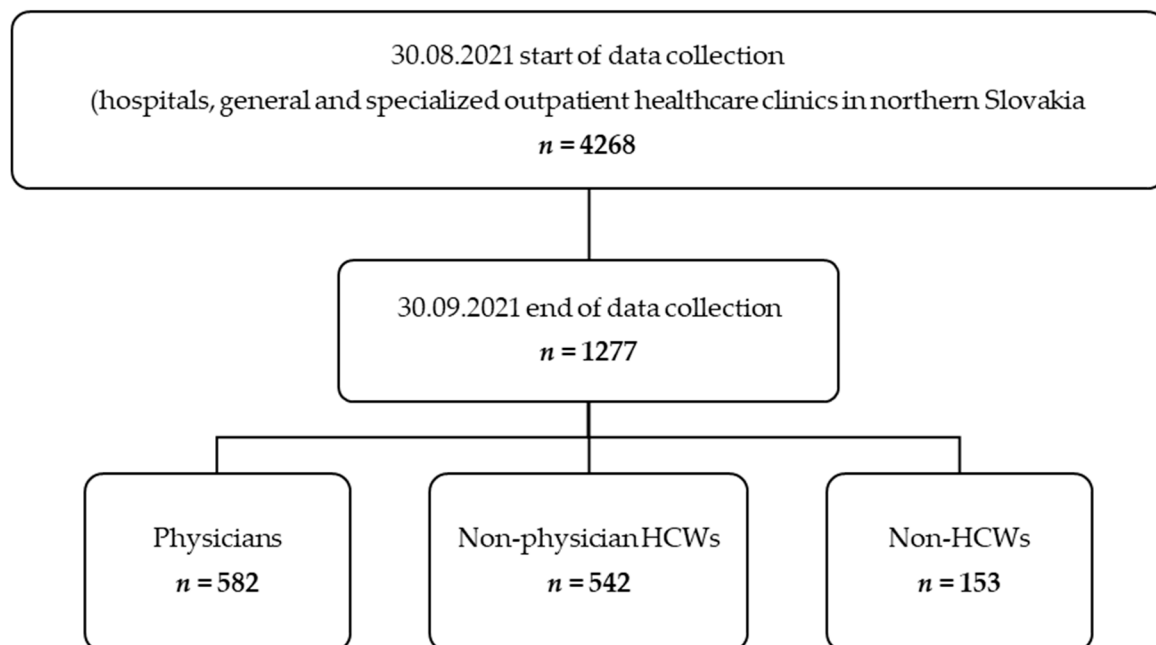 30.08.2021 start of data collection
(hospitals, general and specialized outpatient healthcare clinics in northern Slovakia
n = 4268
30.09.2021 end of data collection
n = 1277
Physicians
n = 582
Non-physician HCWs
n = 542
Non-HCWs
n = 153